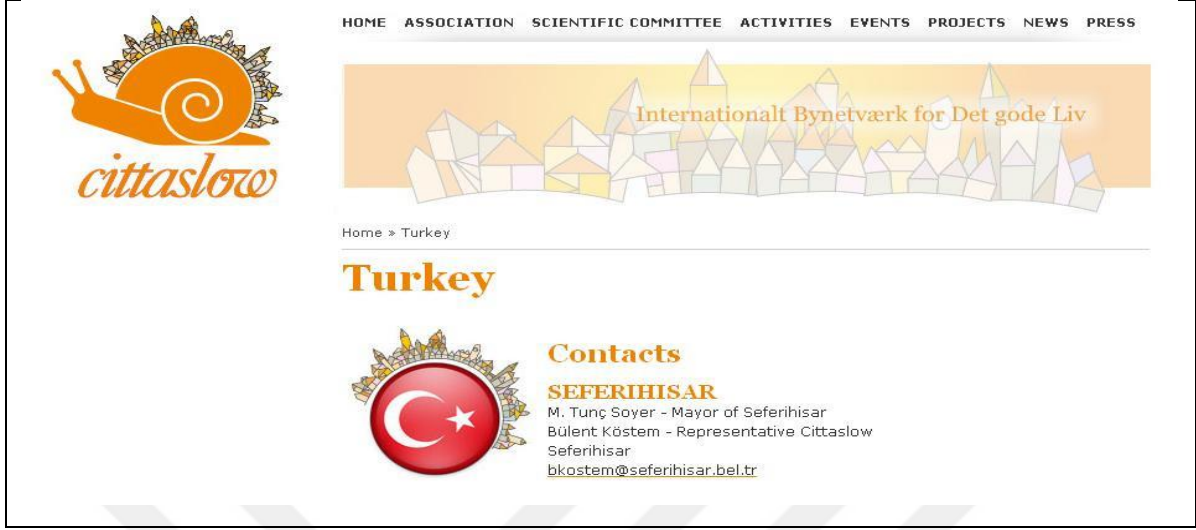 HOME ASSOCIATION SCIENTIFIC COMMITTEE ACTIVITIES EVENTS PROJECTS NEWS PRESS
cittaslow
Internationalt Bynetværk for Det gode Liv
Home » Turkey
Turkey
Contacts
SEFERIHISAR
M. Tunç Soyer - Mayor of Seferihisar
Bülent Köstem - Representative Cittaslow
Seferihisar
bkostem@seferihisar.bel.tr